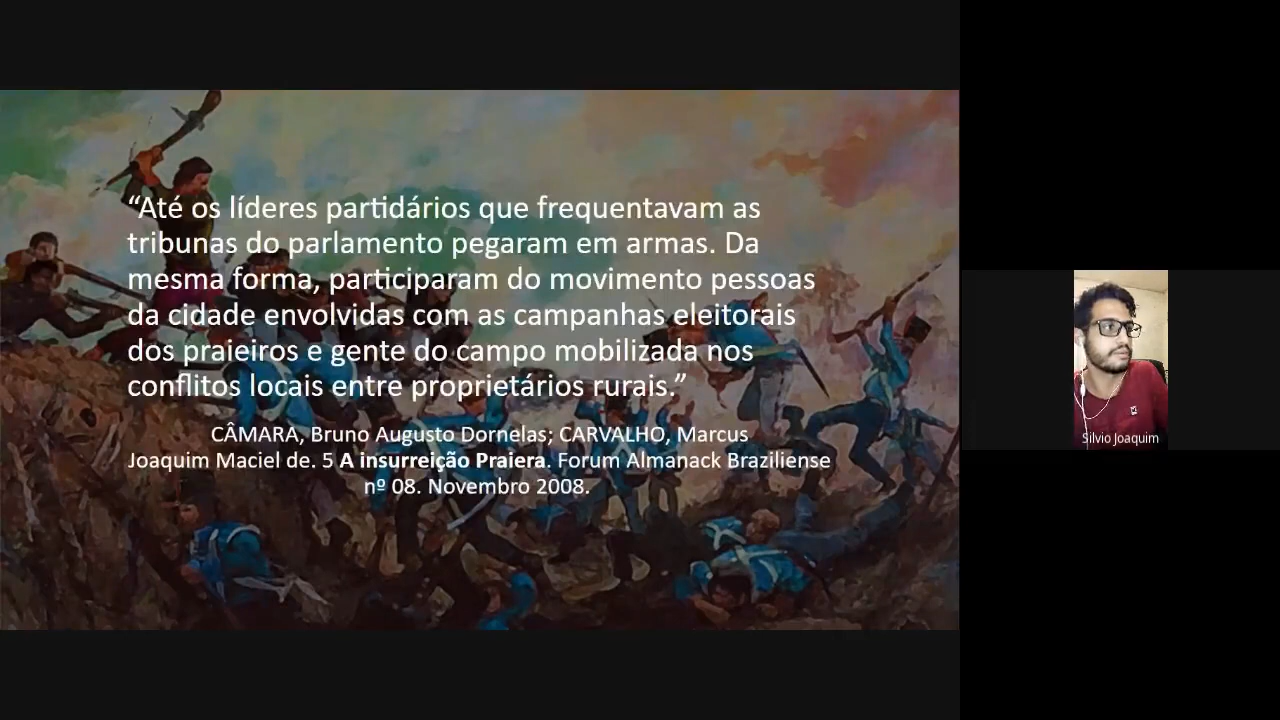 “Até os líderes partidários que frequentavam as
tribunas do parlamento pegaram em armas. Da
mesma forma, participaram do movimento pessoas
da cidade envolvidas com as campanhas eleitorais
dos praieiros e gente do campo mobilizada nos
conflitos locais entre proprietários rurais.”
CÂMARA, Bruno Augusto Dornelas; CARVALHO, Marcus
Joaquim Maciel de. 5 A insurreição Praiera. Forum Almanack Braziliense
nº 08. Novembro 2008.
Silvio Joaquim